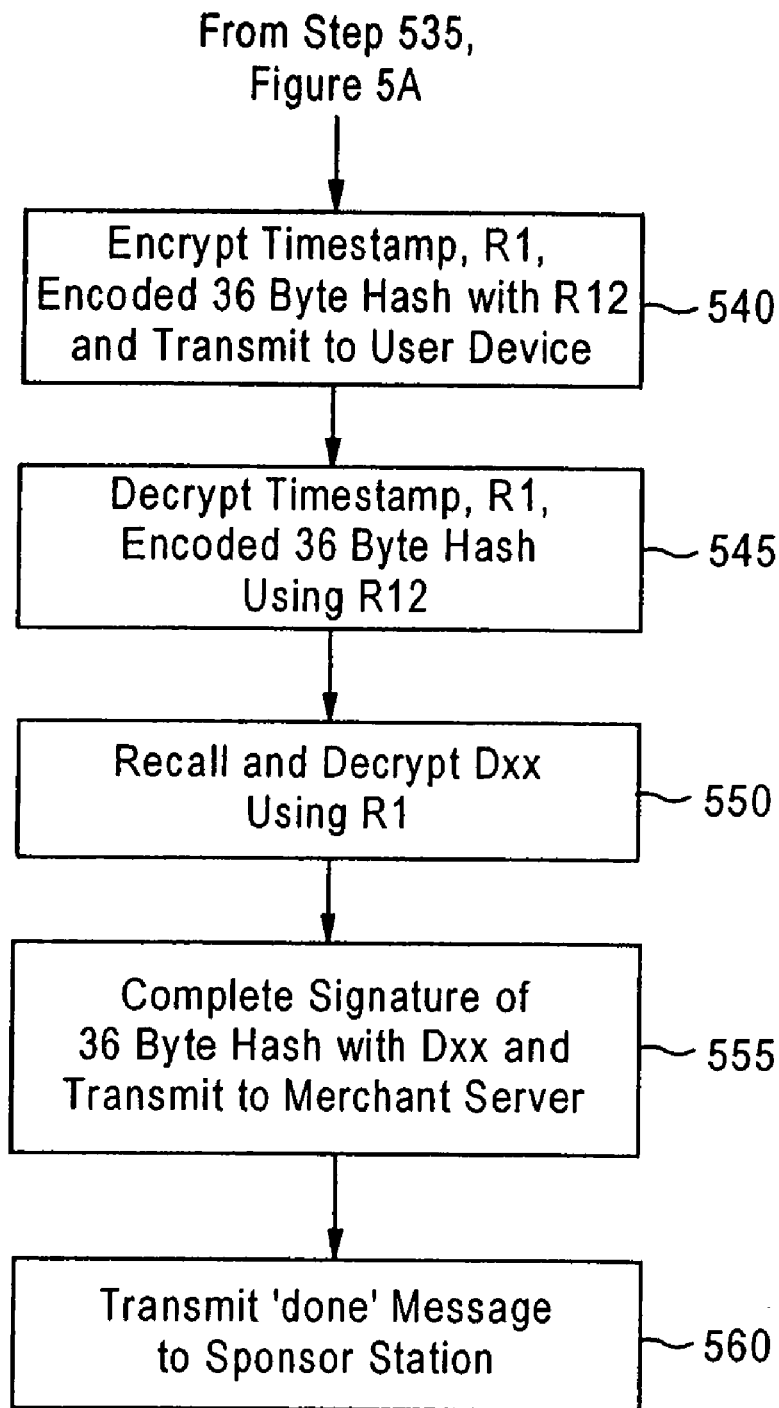 From Step 535,
Figure 5A
Encrypt Timestamp, R1,
Encoded 36 Byte Hash with R12
and Transmit to User Device
540
Decrypt Timestamp, R1,
Encoded 36 Byte Hash
Using R12
545
Recall and Decrypt Dxx
Using R1
550
Complete Signature of
36 Byte Hash with Dxx and
Transmit to Merchant Server
555
Transmit 'done' Message
to Sponsor Station
560